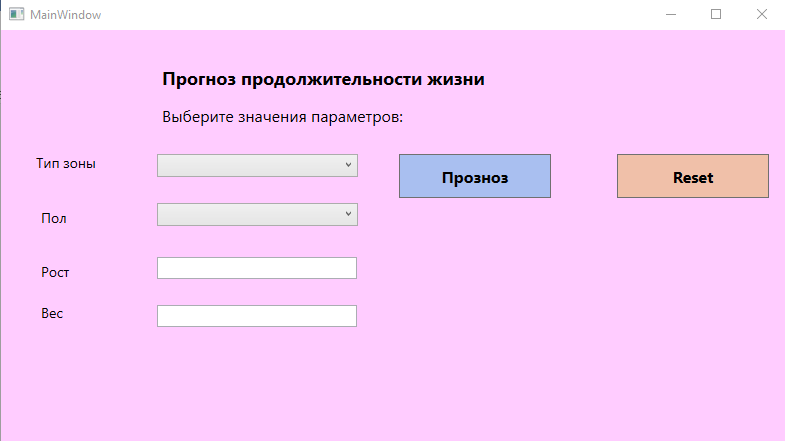 MainWindow
Прогноз продолжительности жизни
Выберите значения параметров:
Тип зоны
Прозноз
Reset
Пол
Рост
Вес